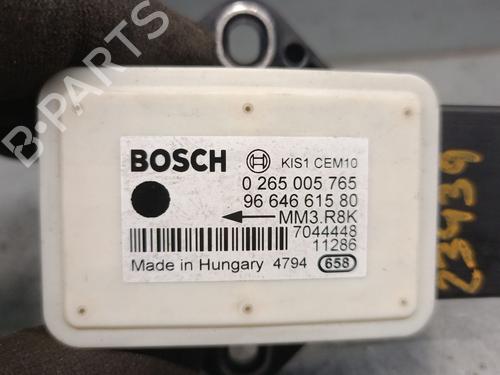 BOSCH KIS1 CEM10
0 265 005 765
96 646 615 80
MM3.R8K
7044448
11286
Made in Hungary 4794 658
23439
B-PARTS